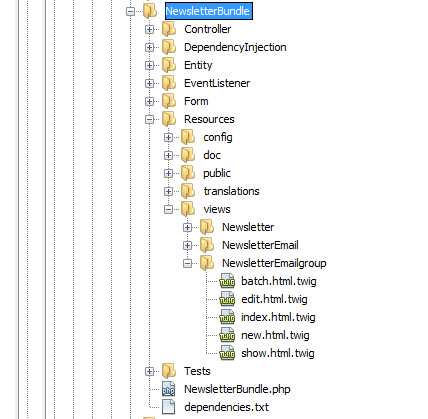 NewsletterBundle
Controller
DependencyInjection
Entity
EventListener
Form
Resources
config
doc
public
translations
views
Newsletter
NewsletterEmail
NewsletterEmailgroup
batch.html.twig
edit.html.twig
index.html.twig
new.html.twig
show.html.twig
Tests
NewsletterBundle.php
dependencies.txt